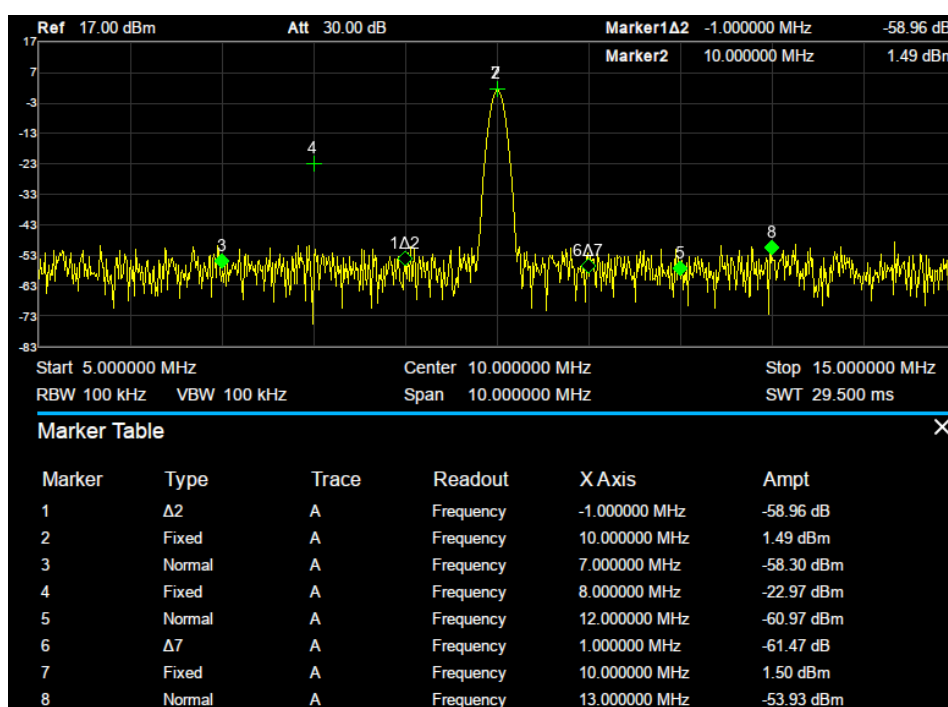 Ref 17.00 dBm Att 30.00 dB Marker1Δ2 -1.000000 MHz -58.96 dB
Marker2 10.000000 MHz 1.49 dBm
17
7
-3
-13
-23
-33
-43
-53
-63
-73
-83
4
3
1Δ2
6Δ7
5
8
Start 5.000000 MHz Center 10.000000 MHz Stop 15.000000 MHz
RBW 100 kHz VBW 100 kHz Span 10.000000 MHz SWT 29.500 ms
Marker Table
Marker Type Trace Readout X Axis Ampt
1 Δ2 A Frequency -1.000000 MHz -58.96 dB
2 Fixed A Frequency 10.000000 MHz 1.49 dBm
3 Normal A Frequency 7.000000 MHz -58.30 dBm
4 Fixed A Frequency 8.000000 MHz -22.97 dBm
5 Normal A Frequency 12.000000 MHz -60.97 dBm
6 Δ7 A Frequency 1.000000 MHz -61.47 dB
7 Fixed A Frequency 10.000000 MHz 1.50 dBm
8 Normal A Frequency 13.000000 MHz -53.93 dBm